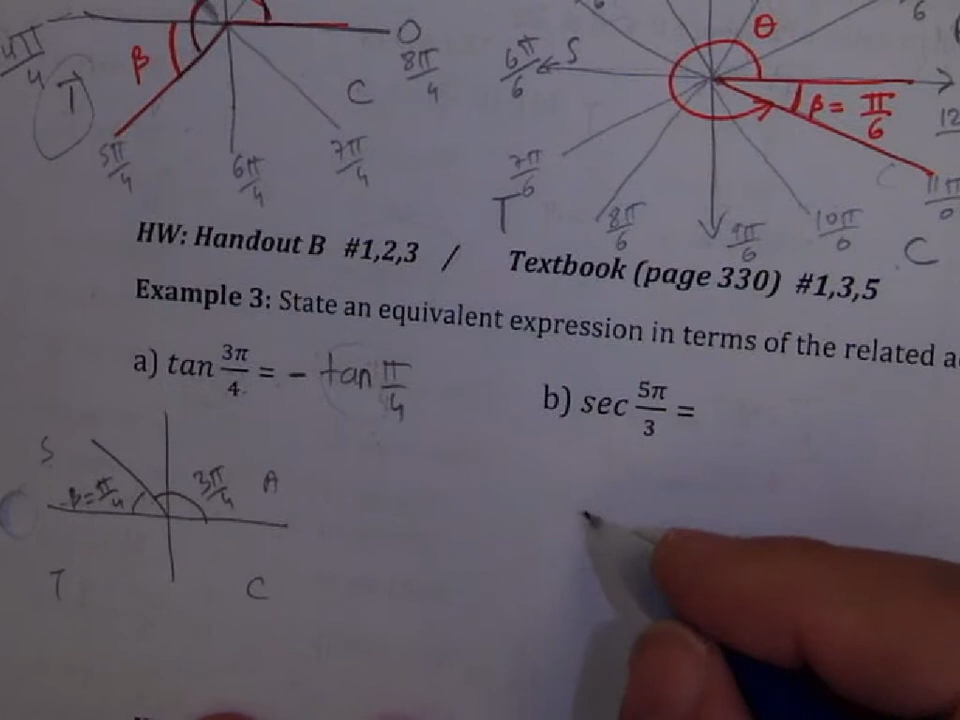 4π/4
β
T
0
8π/4
C
5π/4
6π/4
7π/4
θ
6
6π/6
S
β = π/6
12
7π/6
T
8π/6
9π/6
10π/6
C
HW: Handout B #1,2,3 / Textbook (page 330) #1,3,5
Example 3: State an equivalent expression in terms of the related
a) tan 3π/4 = - tan π/4
b) sec 5π/3 =
S
β = π/4
3π/4
A
T
C